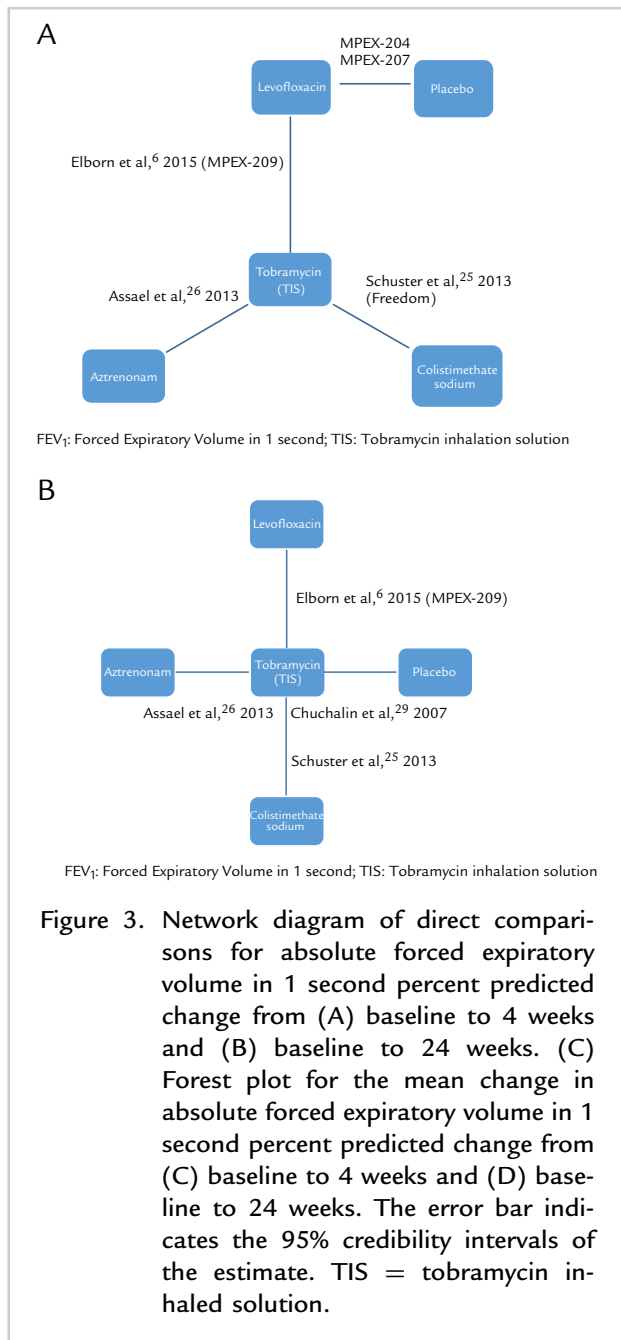 A
MPEX-204
MPEX-207
Levofloxacin
Placebo
Elborn et al,6 2015 (MPEX-209)
Tobramycin
(TIS)
Assael et al,26 2013
Schuster et al,25 2013
(Freedom)
Aztrenonam
Colistimethate
sodium
FEV1: Forced Expiratory Volume in 1 second; TIS: Tobramycin inhalation solution
B
Levofloxacin
Elborn et al,6 2015 (MPEX-209)
Aztrenonam
Tobramycin
(TIS)
Placebo
Assael et al,26 2013
Chuchalin et al,29 2007
Schuster et al,25 2013
Colistimethate
sodium
FEV1: Forced Expiratory Volume in 1 second; TIS: Tobramycin inhalation solution
Figure 3. Network diagram of direct compari-
sons for absolute forced expiratory
volume in 1 second percent predicted
change from (A) baseline to 4 weeks
and (B) baseline to 24 weeks. (C)
Forest plot for the mean change in
absolute forced expiratory volume in 1
second percent predicted change from
(C) baseline to 4 weeks and (D) base-
line to 24 weeks. The error bar indi-
cates the 95% credibility intervals of
the estimate. TIS = tobramycin in-
haled solution.